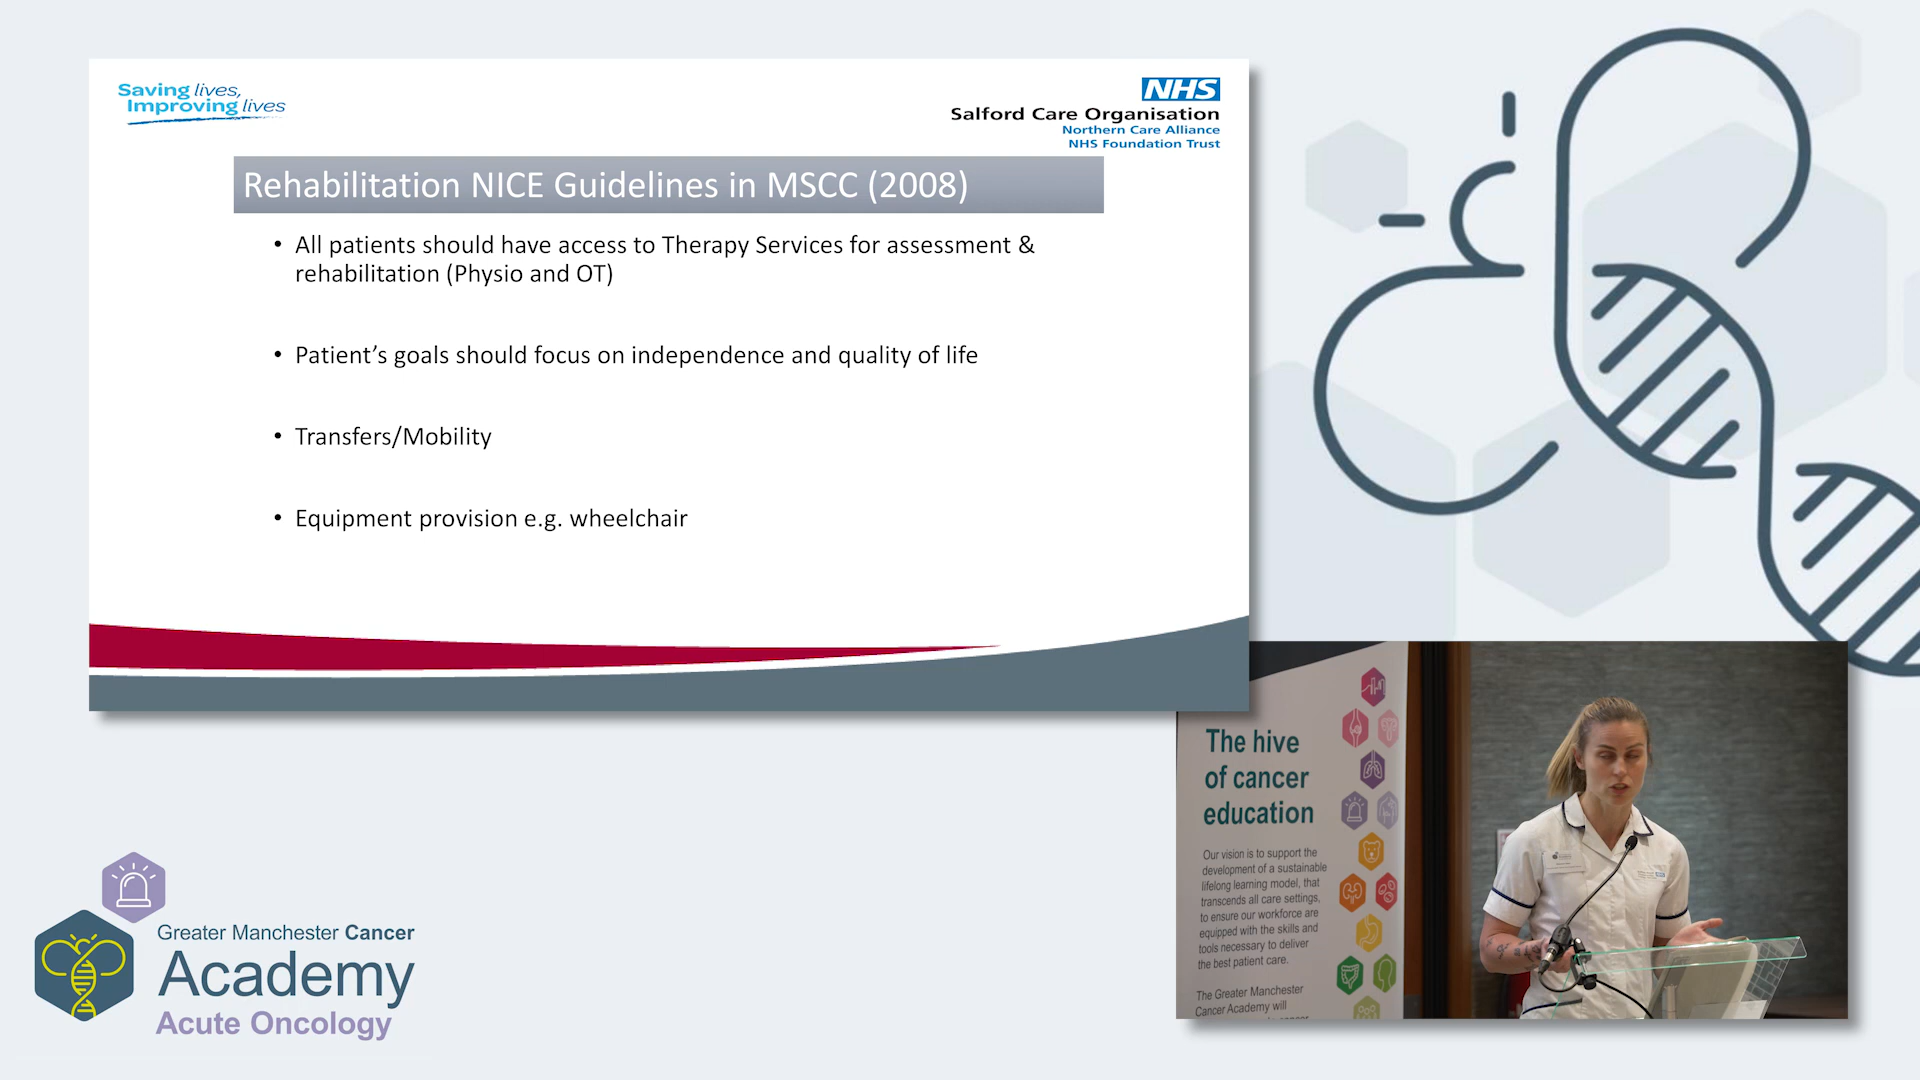 Saving lives,
Improving lives
NHS
Salford Care Organisation
Northern Care Alliance
NHS Foundation Trust
Rehabilitation NICE Guidelines in MSCC (2008)
• All patients should have access to Therapy Services for assessment &
rehabilitation (Physio and OT)
• Patient’s goals should focus on independence and quality of life
• Transfers/Mobility
• Equipment provision e.g. wheelchair
The hive
of cancer
education
Our vision is to support the
development of a sustainable
lifelong learning model, that
transcends all care settings,
to ensure our workforce are
equipped with the skills and
tools necessary to deliver
the best patient care.
The Greater Manchester
Cancer Academy will
Greater Manchester Cancer
Academy
Acute Oncology